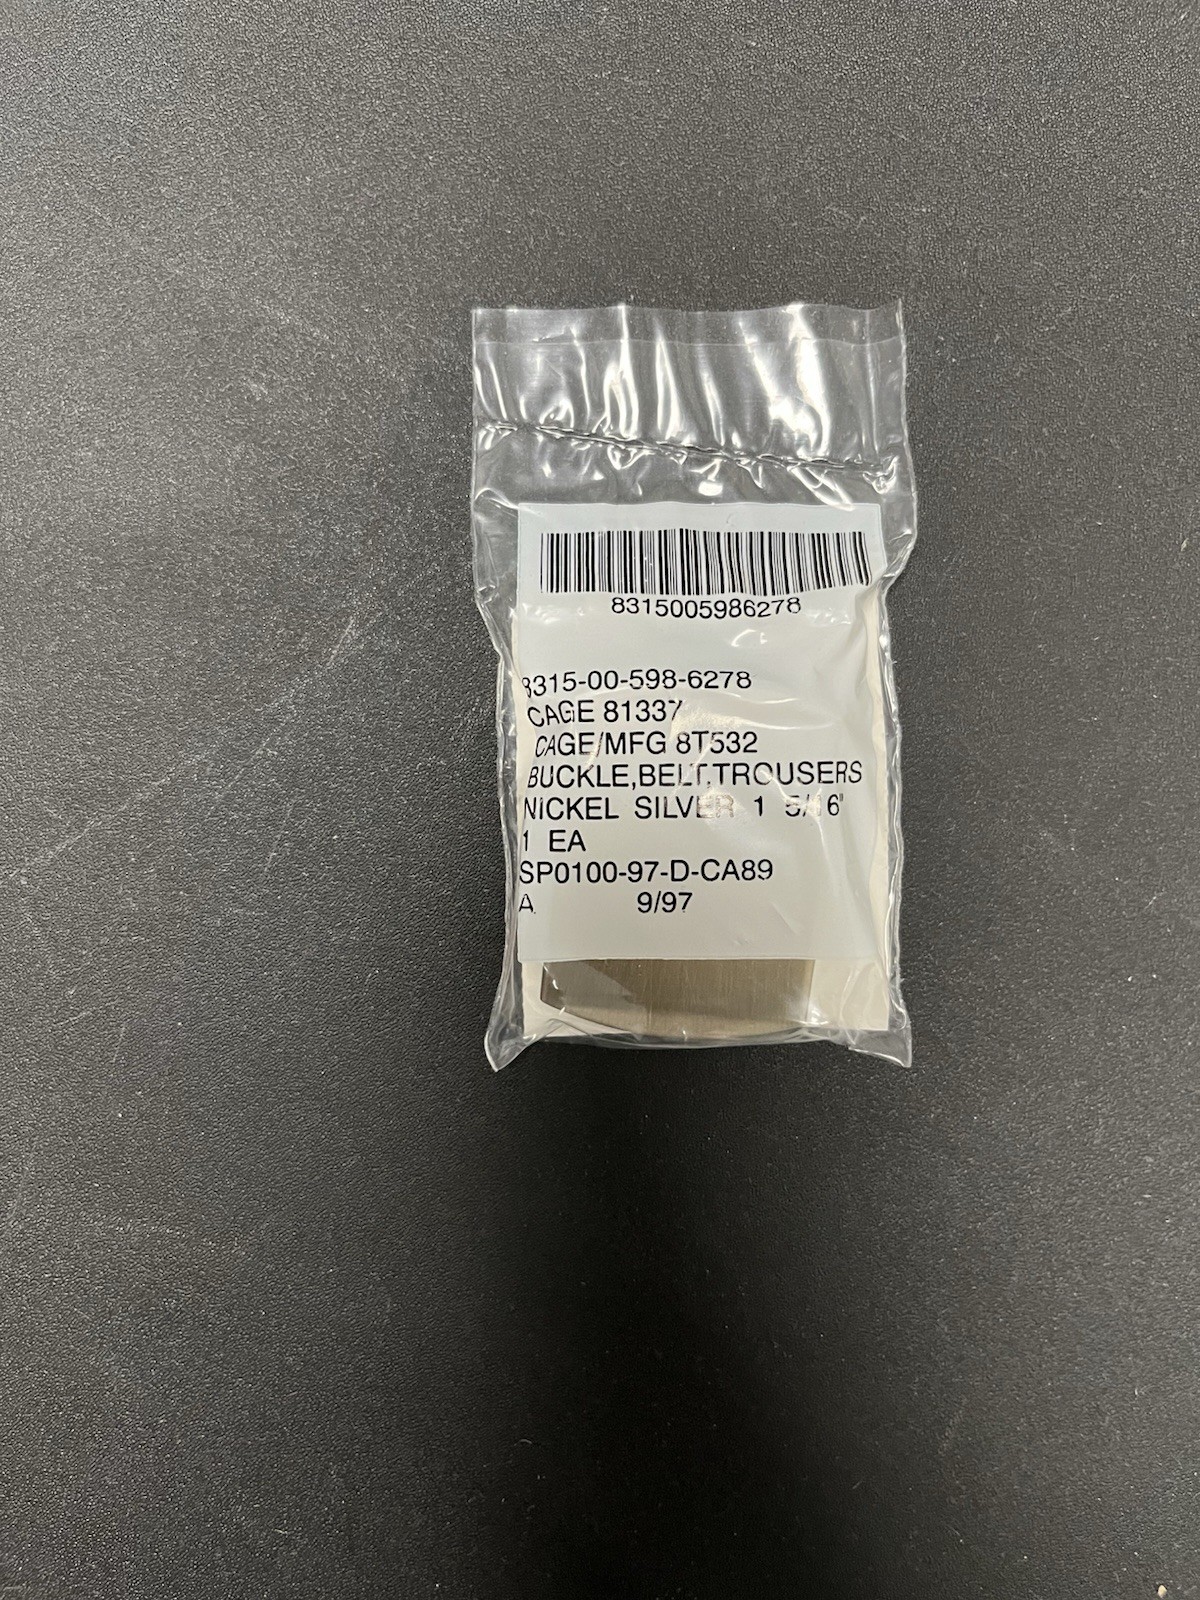 8315005986278
8315-00-598-6278
CAGE 81337
CAGE/MFG 8T532
BUCKLE,BELT,TROUSERS
NICKEL SILVER 1 5/16"
1 EA
SP0100-97-D-CA89
A 9/97